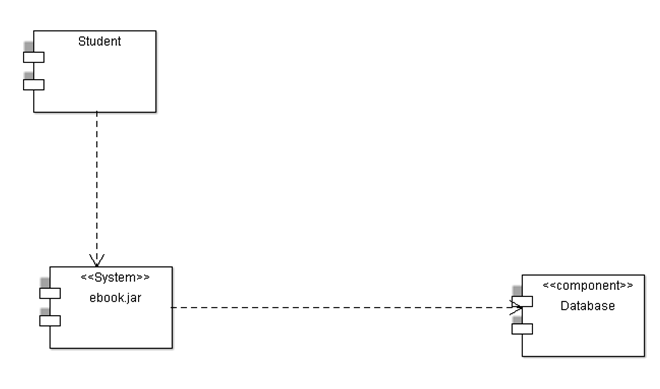 Student
<<System>>
ebook.jar
<<component>>
Database